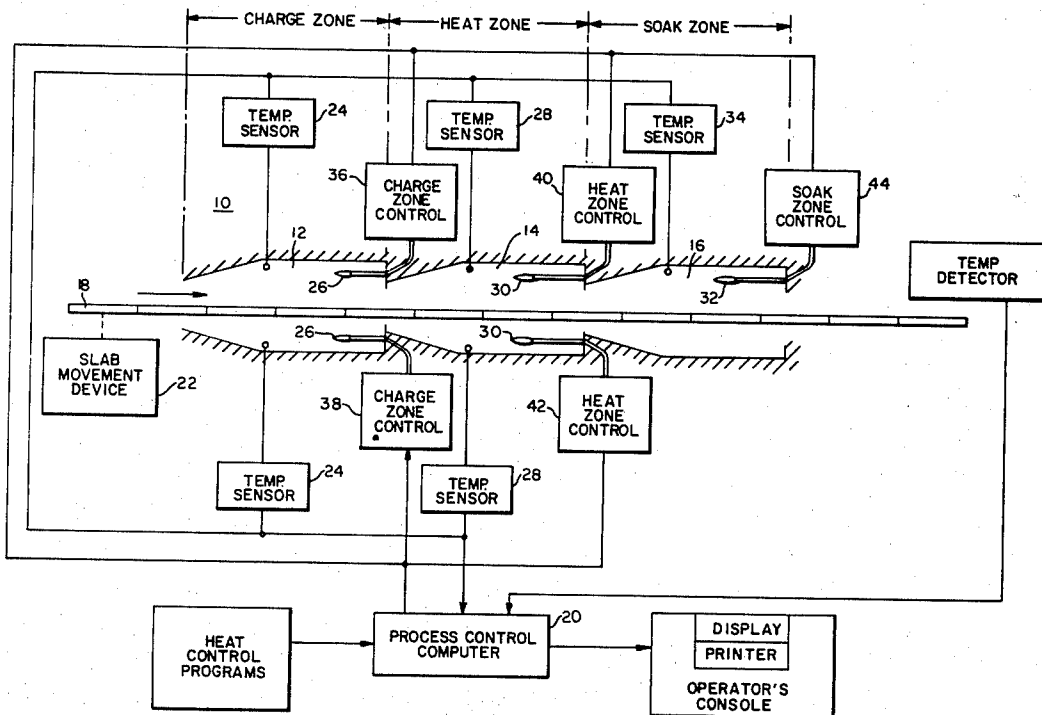 CHARGE ZONE
HEAT ZONE
SOAK ZONE
TEMP.
SENSOR
24
TEMP.
SENSOR
28
TEMP.
SENSOR
34
36
CHARGE
ZONE
CONTROL
40
HEAT
ZONE
CONTROL
SOAK
ZONE
CONTROL
44
10
12
14
16
TEMP
DETECTOR
26
30
32
18
26
30
SLAB
MOVEMENT
DEVICE
22
38
CHARGE
ZONE
CONTROL
42
HEAT
ZONE
CONTROL
TEMP.
SENSOR
24
TEMP.
SENSOR
28
HEAT
CONTROL
PROGRAMS
PROCESS CONTROL
COMPUTER
20
DISPLAY
PRINTER
OPERATOR'S
CONSOLE